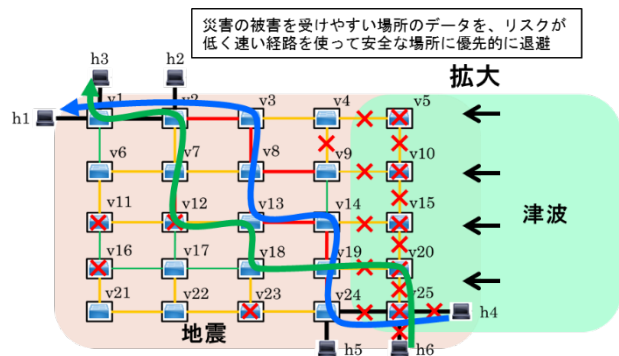 災害の被害を受けやすい場所のデータを、リスクが
低く速い経路を使って安全な場所に優先的に退避
h3
h2
拡大
h1
v1
v2
v3
v4
v5
v6
v7
v8
v9
v10
v11
v12
v13
v14
v15
津波
v16
v17
v18
v19
v20
v21
v22
v23
v24
v25
h4
地震
h5
h6